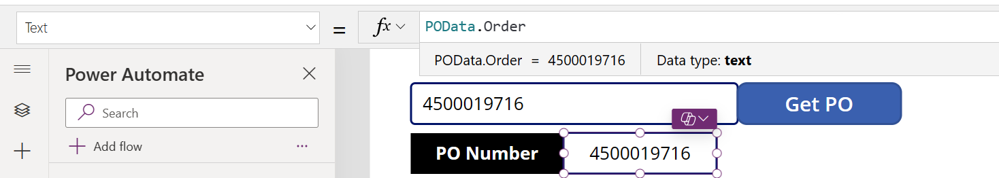 Text = fx POData.Order
POData.Order = 4500019716 Data type: text
Power Automate
Search
Add flow
4500019716 Get PO
PO Number 4500019716